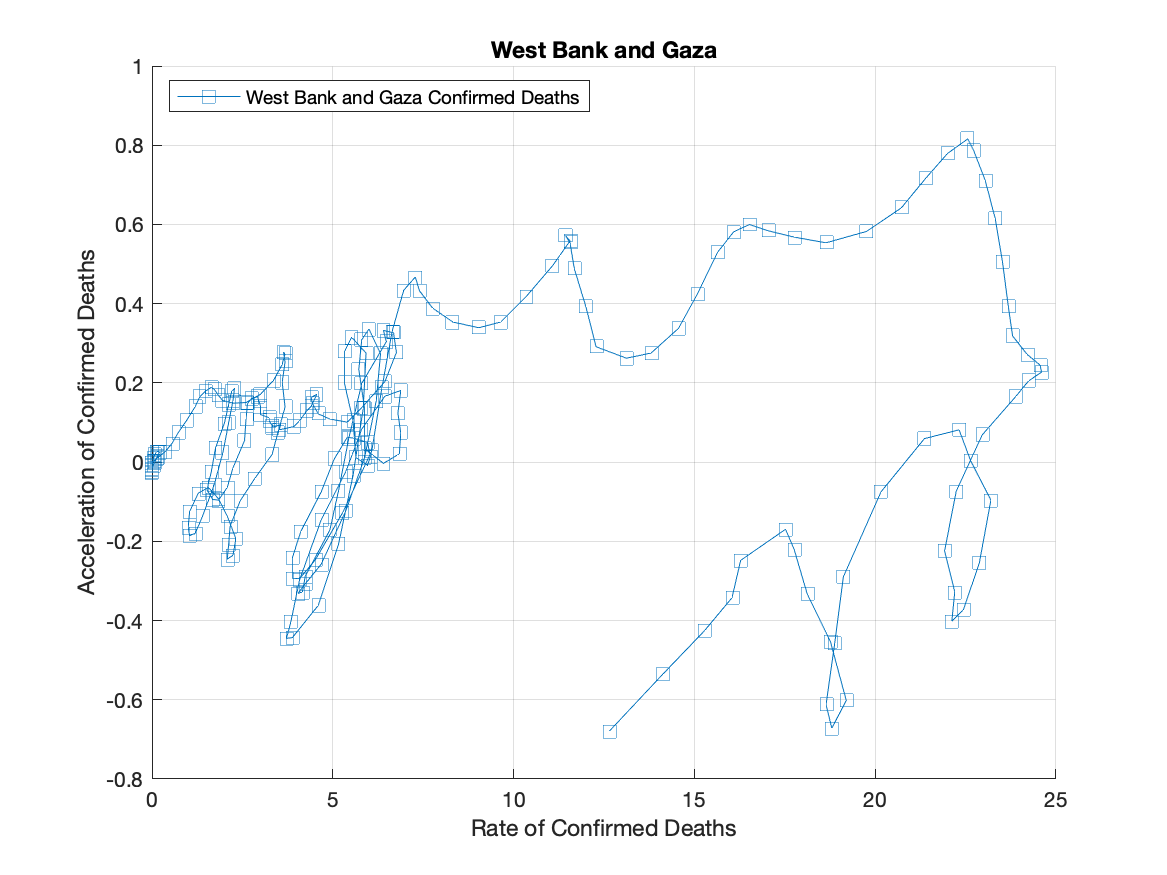 West Bank and Gaza
West Bank and Gaza Confirmed Deaths
1
0.8
0.6
0.4
0.2
0
-0.2
-0.4
-0.6
-0.8
Acceleration of Confirmed Deaths
0 5 10 15 20 25
Rate of Confirmed Deaths